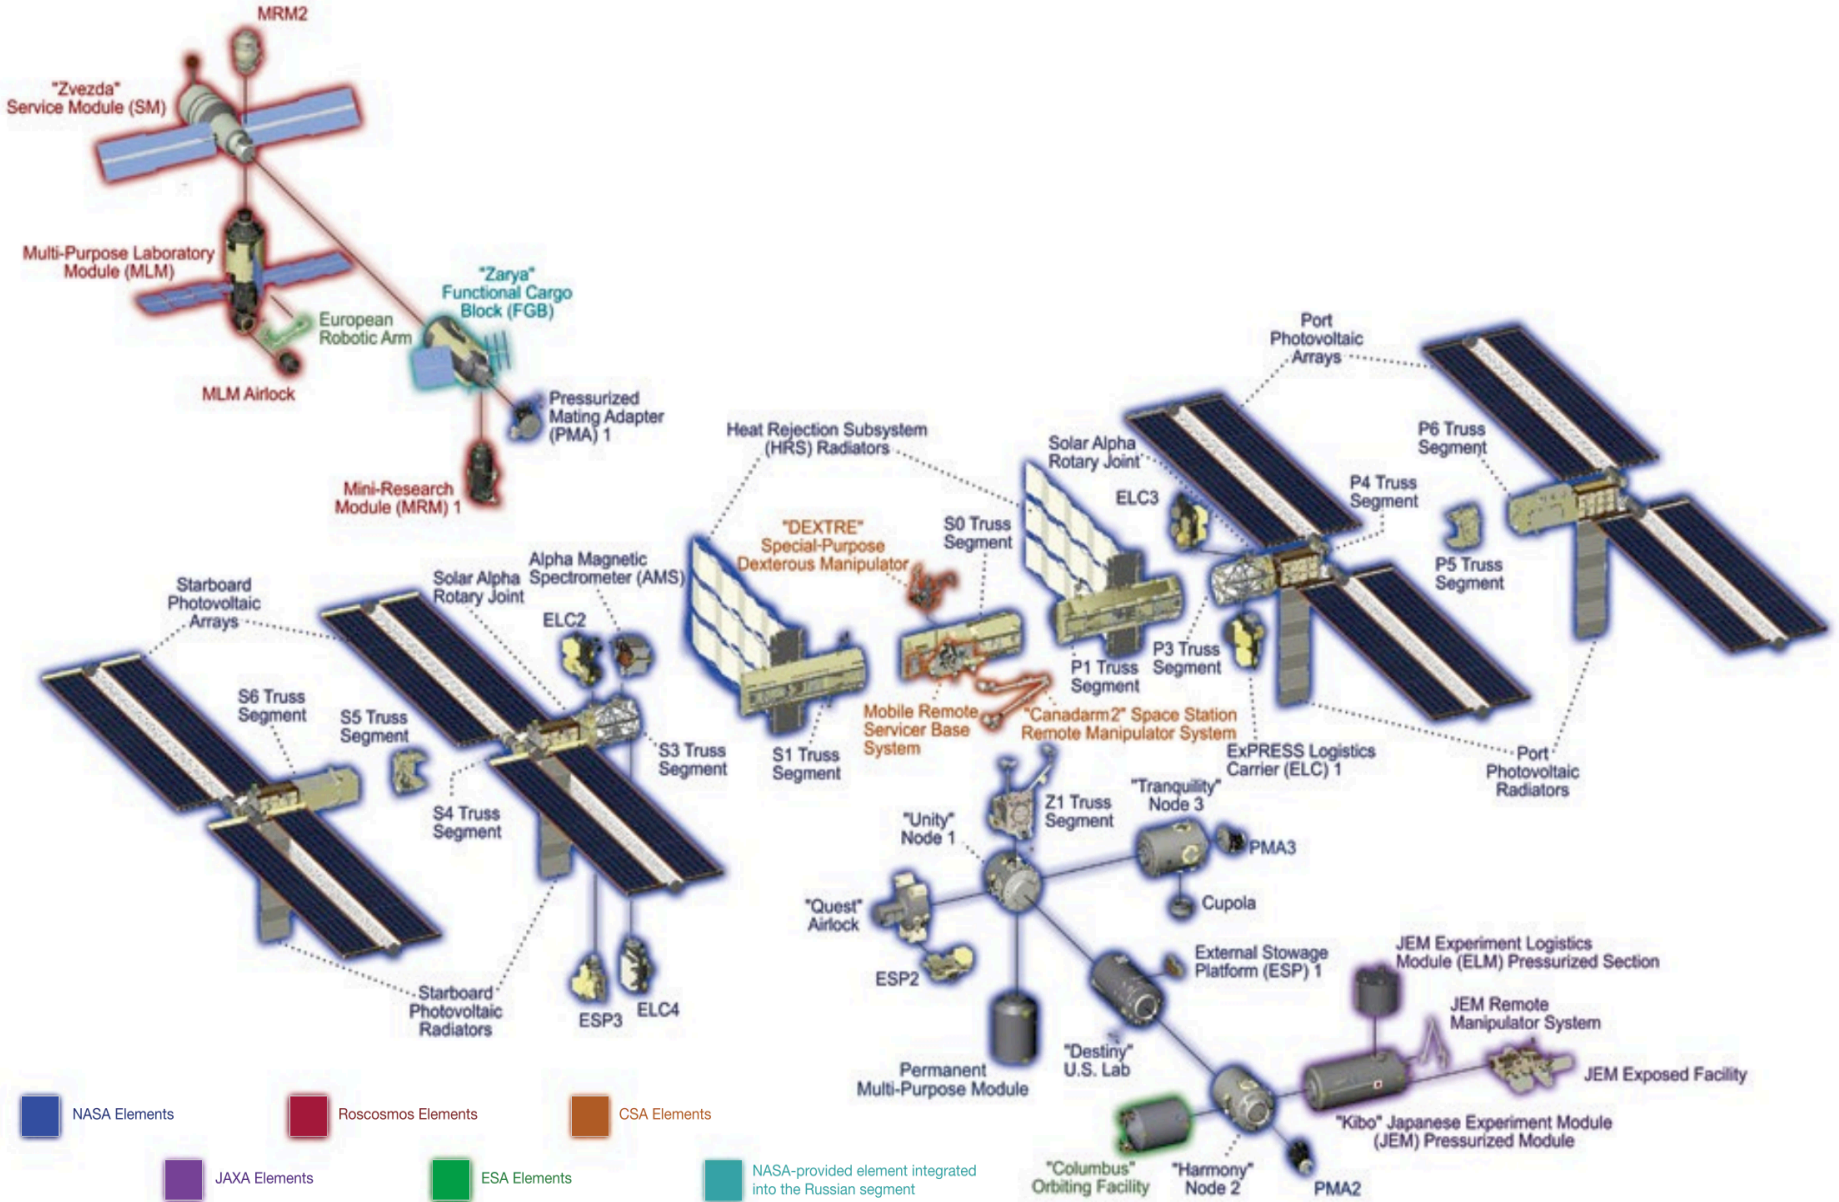 MRM2
"Zvezda"
Service Module (SM)
Multi-Purpose Laboratory
Module (MLM)
European
Robotic Arm
MLM Airlock
"Zarya"
Functional Cargo
Block (FGB)
Pressurized
Mating Adapter
(PMA) 1
Mini-Research
Module (MRM) 1
Heat Rejection Subsystem
(HRS) Radiators
Port
Photovoltaic
Arrays
Solar Alpha
Rotary Joint
ELC3
P6 Truss
Segment
P4 Truss
Segment
P5 Truss
Segment
"DEXTRE"
Special-Purpose
Dexterous Manipulator
S0 Truss
Segment
Alpha Magnetic
Spectrometer (AMS)
Solar Alpha
Rotary Joint
Starboard
Photovoltaic
Arrays
ELC2
P1 Truss
Segment
P3 Truss
Segment
S6 Truss
Segment
S5 Truss
Segment
S4 Truss
Segment
S3 Truss
Segment
S1 Truss
Segment
Mobile Remote
Servicer Base
System
"Canadarm2" Space Station
Remote Manipulator System
ExPRESS Logistics
Carrier (ELC) 1
Port
Photovoltaic
Radiators
"Unity"
Node 1
Z1 Truss
Segment
"Tranquility"
Node 3
PMA3
Cupola
"Quest"
Airlock
ESP2
External Stowage
Platform (ESP) 1
Starboard
Photovoltaic
Radiators
ESP3
ELC4
Permanent
Multi-Purpose Module
"Destiny"
U.S. Lab
JEM Experiment Logistics
Module (ELM) Pressurized Section
JEM Remote
Manipulator System
JEM Exposed Facility
"Kibo" Japanese Experiment Module
(JEM) Pressurized Module
"Columbus"
Orbiting Facility
"Harmony"
Node 2
PMA2
NASA Elements
Roscosmos Elements
CSA Elements
JAXA Elements
ESA Elements
NASA-provided element integrated
into the Russian segment